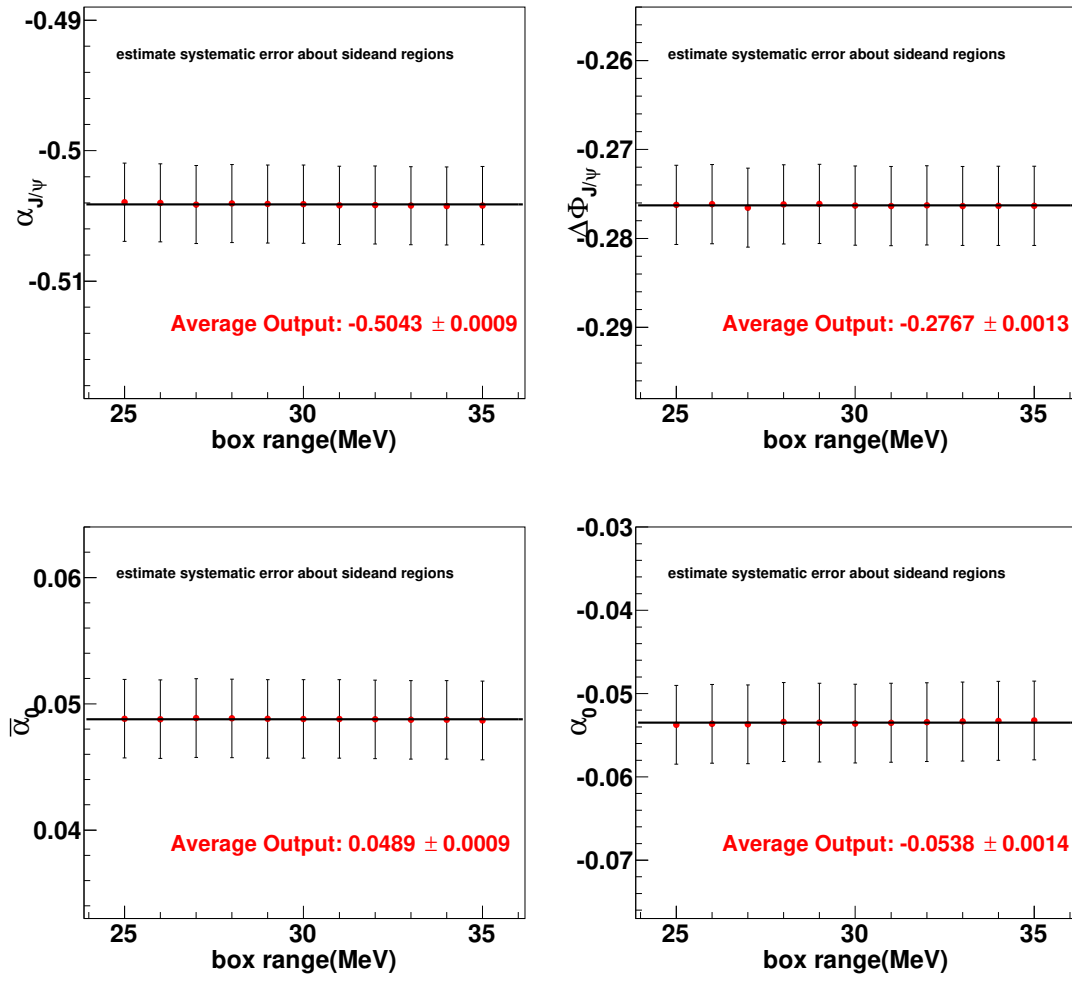 -0.49
estimate systematic error about sideand regions
-0.5
α_J/ψ
-0.51
Average Output: -0.5043 ± 0.0009
25 30 35
box range(MeV)
-0.26
estimate systematic error about sideand regions
-0.27
ΔΦ_J/ψ
-0.28
-0.29
Average Output: -0.2767 ± 0.0013
25 30 35
box range(MeV)
0.06
estimate systematic error about sideand regions
0.05
α̅_0
0.04
Average Output: 0.0489 ± 0.0009
25 30 35
box range(MeV)
-0.03
estimate systematic error about sideand regions
-0.04
-0.05
α_0
-0.06
-0.07
Average Output: -0.0538 ± 0.0014
25 30 35
box range(MeV)